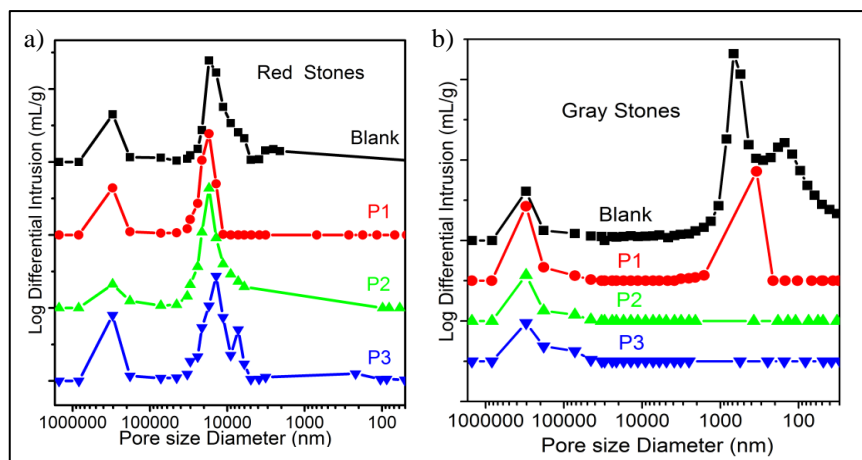 a)
Red Stones
Blank
P1
P2
P3
Log Differential Intrusion (mL/g)
1000000 100000 10000 1000 100
Pore size Diameter (nm)
b)
Gray Stones
Blank
P1
P2
P3
Log Differential Intrusion (mL/g)
1000000 100000 10000 1000 100
Pore size Diameter (nm)